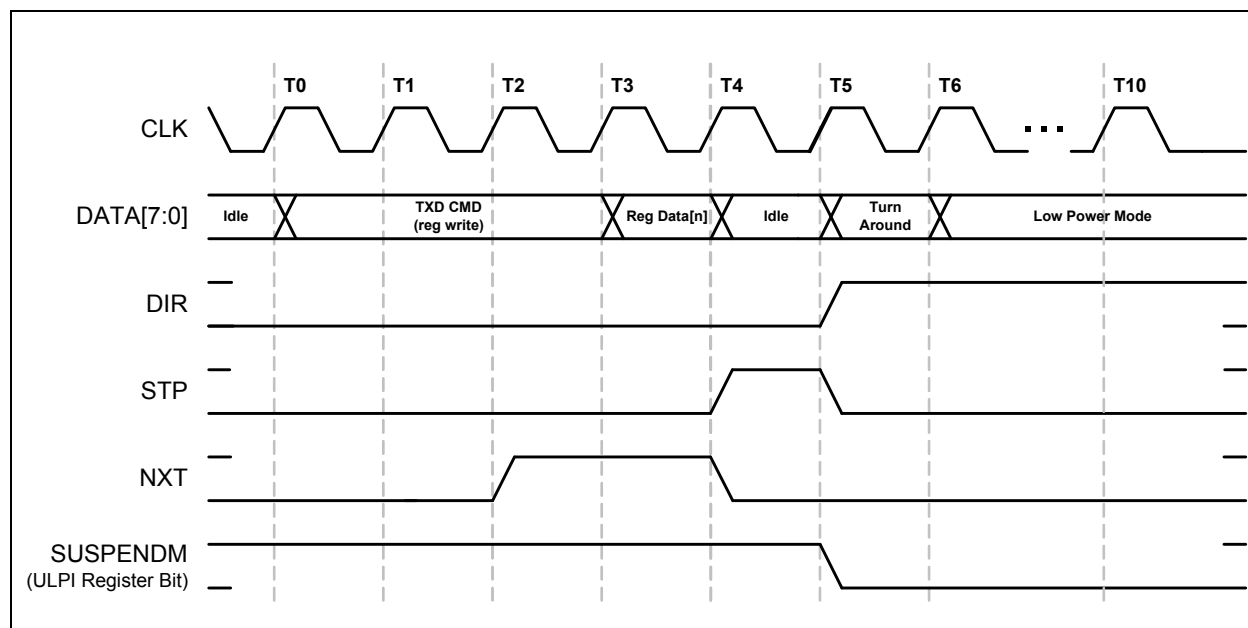 T0 T1 T2 T3 T4 T5 T6 T10
CLK
...
DATA[7:0] Idle TXD CMD (reg write) Reg Data[n] Idle Turn Around Low Power Mode
DIR
STP
NXT
SUSPENDM
(ULPI Register Bit)